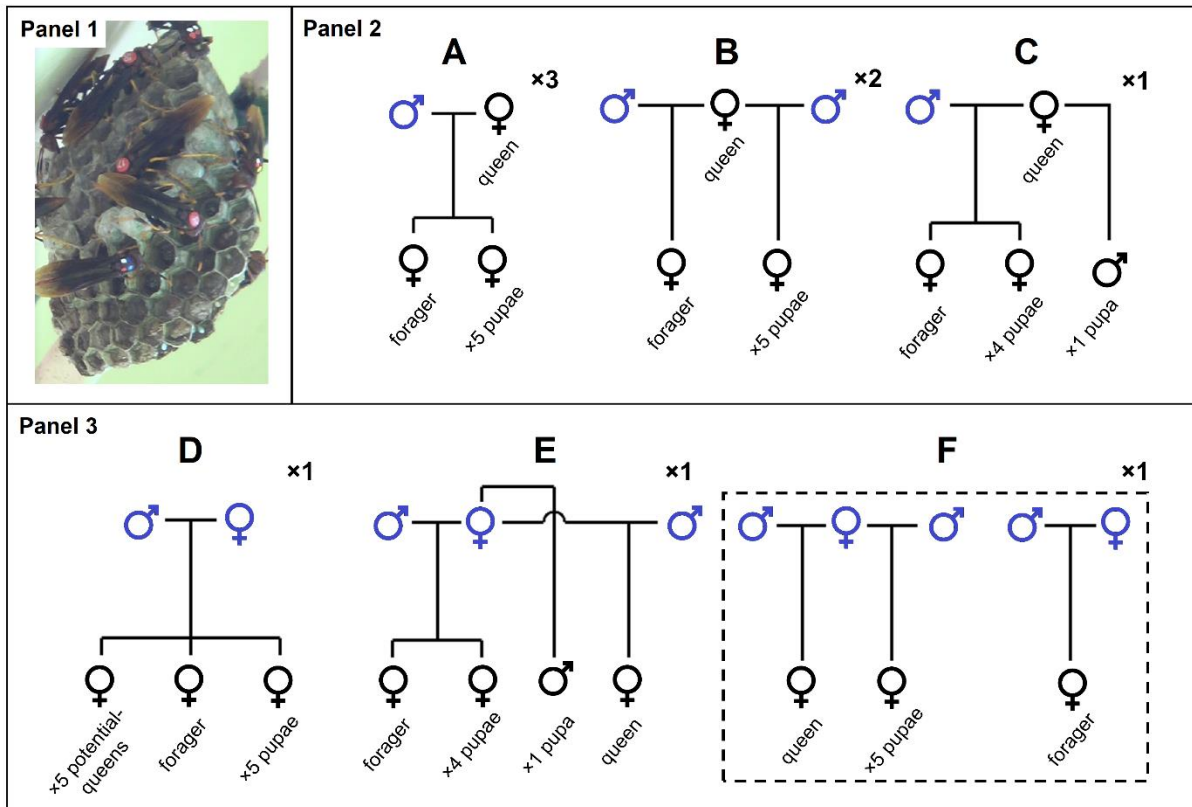 Panel 1
Panel 2
A
×3
queen
forager
×5 pupae
B
×2
queen
forager
×5 pupae
C
×1
queen
forager
×4 pupae
×1 pupa
Panel 3
D
×1
×5 potential-
queens
forager
×5 pupae
E
×1
forager
×4 pupae
×1 pupa
queen
F
×1
queen
×5 pupae
forager